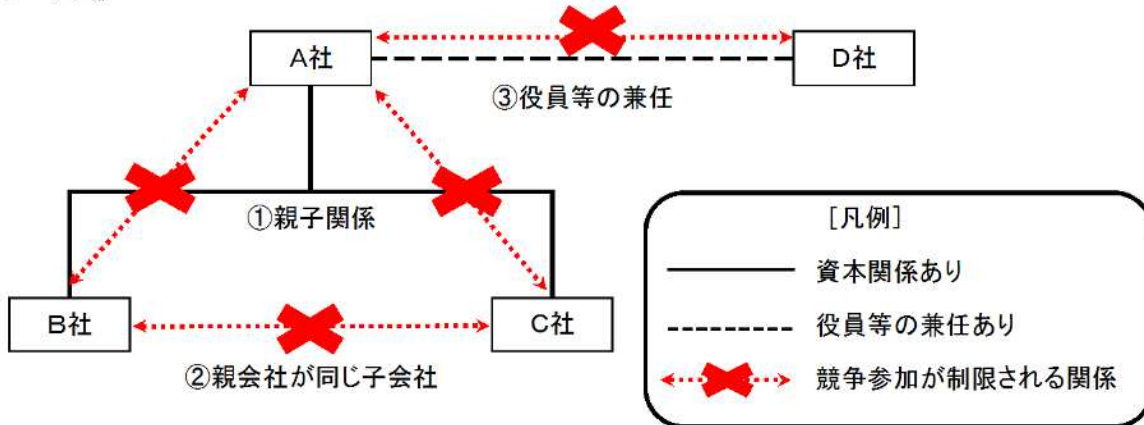 A社
D社
③役員等の兼任
①親子関係
B社
C社
②親会社が同じ子会社
［凡例］
資本関係あり
役員等の兼任あり
競争参加が制限される関係